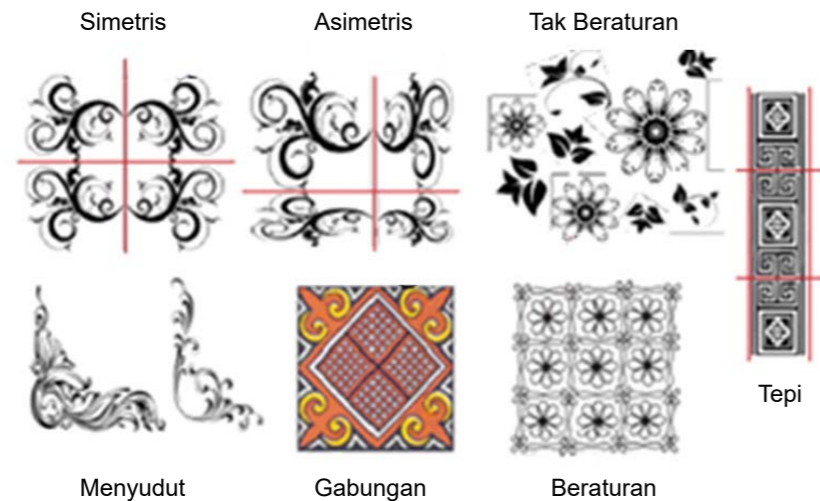 Simetris
Asimetris
Tak Beraturan
Tepi
Menyudut
Gabungan
Beraturan